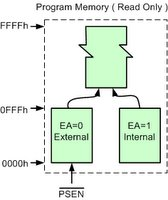 Program Memory ( Read Only )
FFFFh
0FFFh
EA=0
External
EA=1
Internal
0000h
PSEN